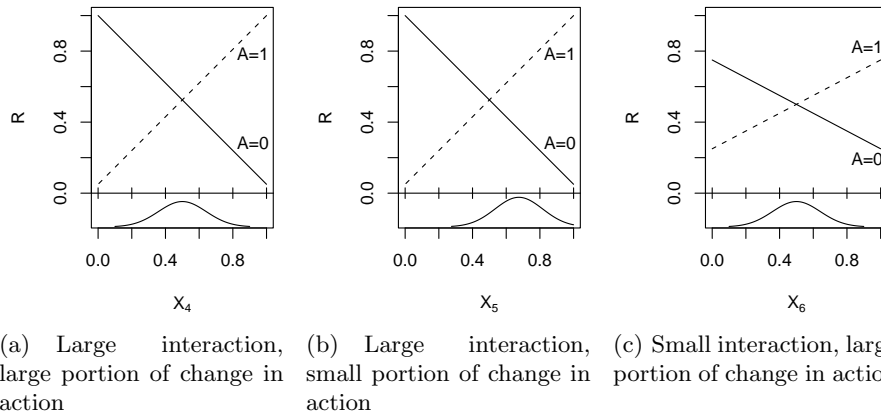 R
0.0 0.4 0.8
A=1
A=0
0.0 0.4 0.8
X4
R
0.0 0.4 0.8
A=1
A=0
0.0 0.4 0.8
X5
R
0.0 0.4 0.8
A=1
A=0
0.0 0.4 0.8
X6
(a) Large interaction,
large portion of change in
action
(b) Large interaction,
small portion of change in
action
(c) Small interaction, larg
portion of change in actio